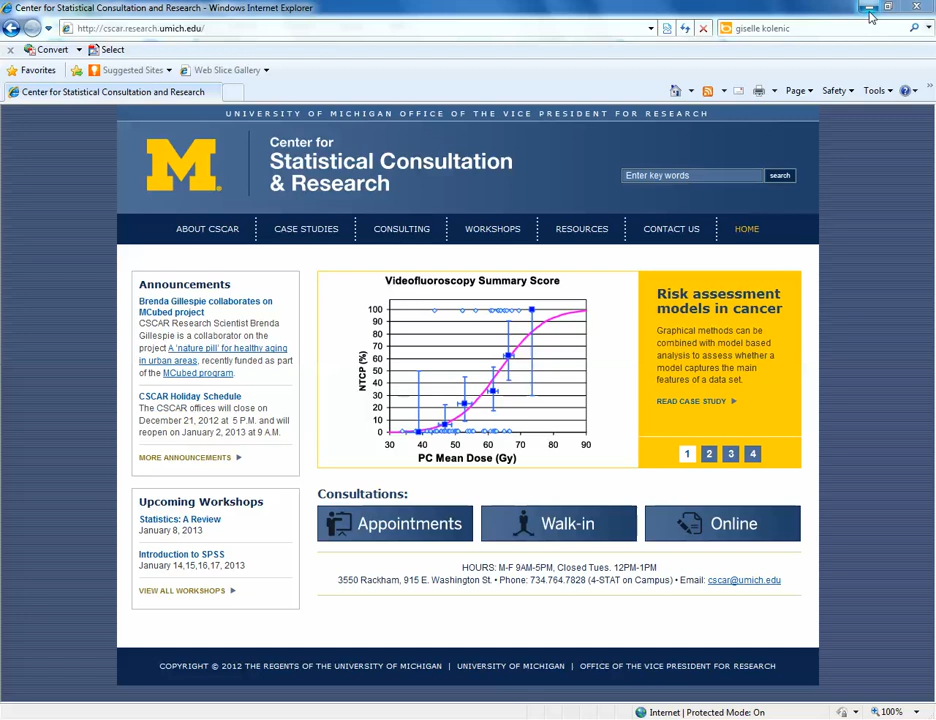 Center for Statistical Consultation and Research - Windows Internet Explorer
http://cscar.research.umich.edu/
giselle kolenic
Convert
Select
Favorites
Suggested Sites
Web Slice Gallery
Center for Statistical Consultation and Research
Page
Safety
Tools
UNIVERSITY OF MICHIGAN OFFICE OF THE VICE PRESIDENT FOR RESEARCH
M
Center for
Statistical Consultation
& Research
Enter key words
search
ABOUT CSCAR
CASE STUDIES
CONSULTING
WORKSHOPS
RESOURCES
CONTACT US
HOME
Announcements
Brenda Gillespie collaborates on
MCubed project
CSCAR Research Scientist Brenda
Gillespie is a collaborator on the
project A 'nature pill' for healthy aging
in urban areas, recently funded as part
of the MCubed program.
CSCAR Holiday Schedule
The CSCAR offices will close on
December 21, 2012 at 5 P.M. and will
reopen on January 2, 2013 at 9 A.M.
MORE ANNOUNCEMENTS
Upcoming Workshops
Statistics: A Review
January 8, 2013
Introduction to SPSS
January 14,15,16,17, 2013
VIEW ALL WORKSHOPS
Videofluoroscopy Summary Score
NTCP (%)
100
90
80
70
60
50
40
30
20
10
0
30 40 50 60 70 80 90
PC Mean Dose (Gy)
Risk assessment
models in cancer
Graphical methods can be
combined with model based
analysis to assess whether a
model captures the main
features of a data set.
READ CASE STUDY
1 2 3 4
Consultations:
Appointments
Walk-in
Online
HOURS: M-F 9AM-5PM, Closed Tues. 12PM-1PM
3550 Rackham, 915 E. Washington St. • Phone: 734.764.7828 (4-STAT on Campus) • Email: cscar@umich.edu
COPYRIGHT © 2012 THE REGENTS OF THE UNIVERSITY OF MICHIGAN | UNIVERSITY OF MICHIGAN | OFFICE OF THE VICE PRESIDENT FOR RESEARCH
Internet | Protected Mode: On
100%